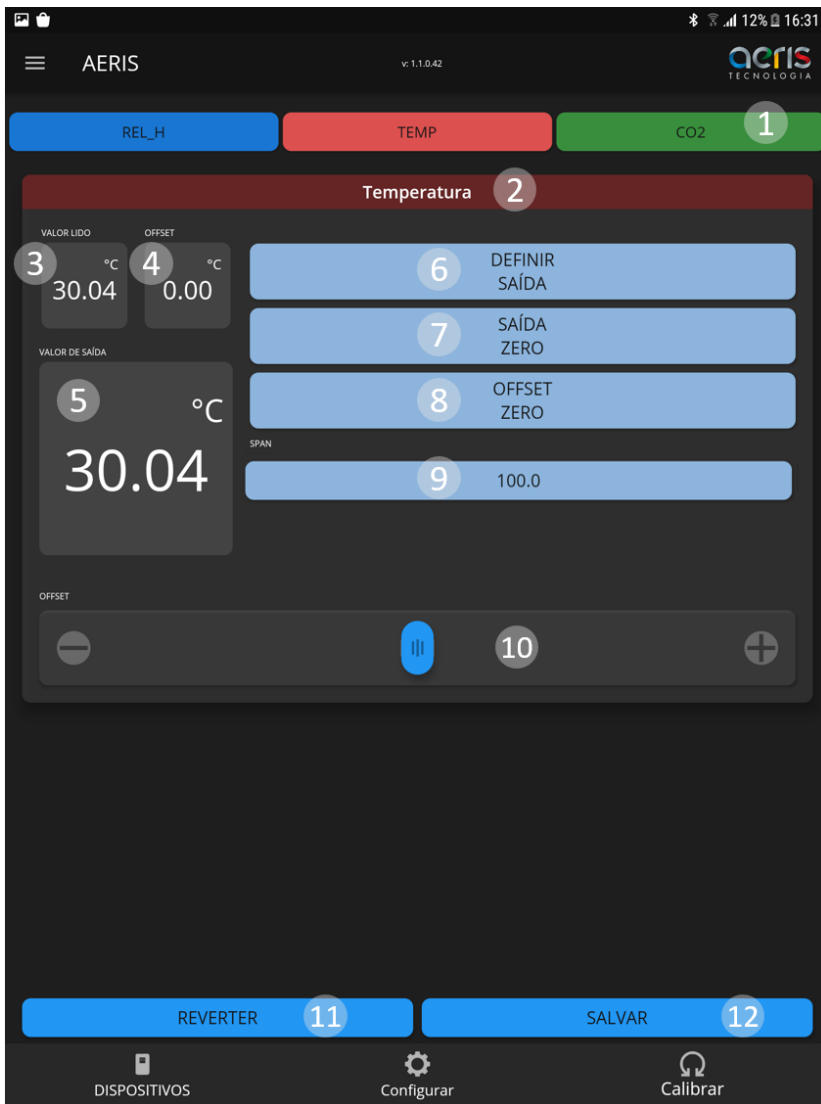 12% 16:31
AERIS
v: 1.1.0.42
aeris
TECNOLOGIA
REL_H
TEMP
CO2
1
Temperatura
2
VALOR LIDO
OFFSET
3
°C
30.04
4
°C
0.00
6
DEFINIR
SAÍDA
7
SAÍDA
ZERO
VALOR DE SAÍDA
5
°C
30.04
8
OFFSET
ZERO
SPAN
9
100.0
OFFSET
10
REVERTER
11
SALVAR
12
DISPOSITIVOS
Configurar
Calibrar